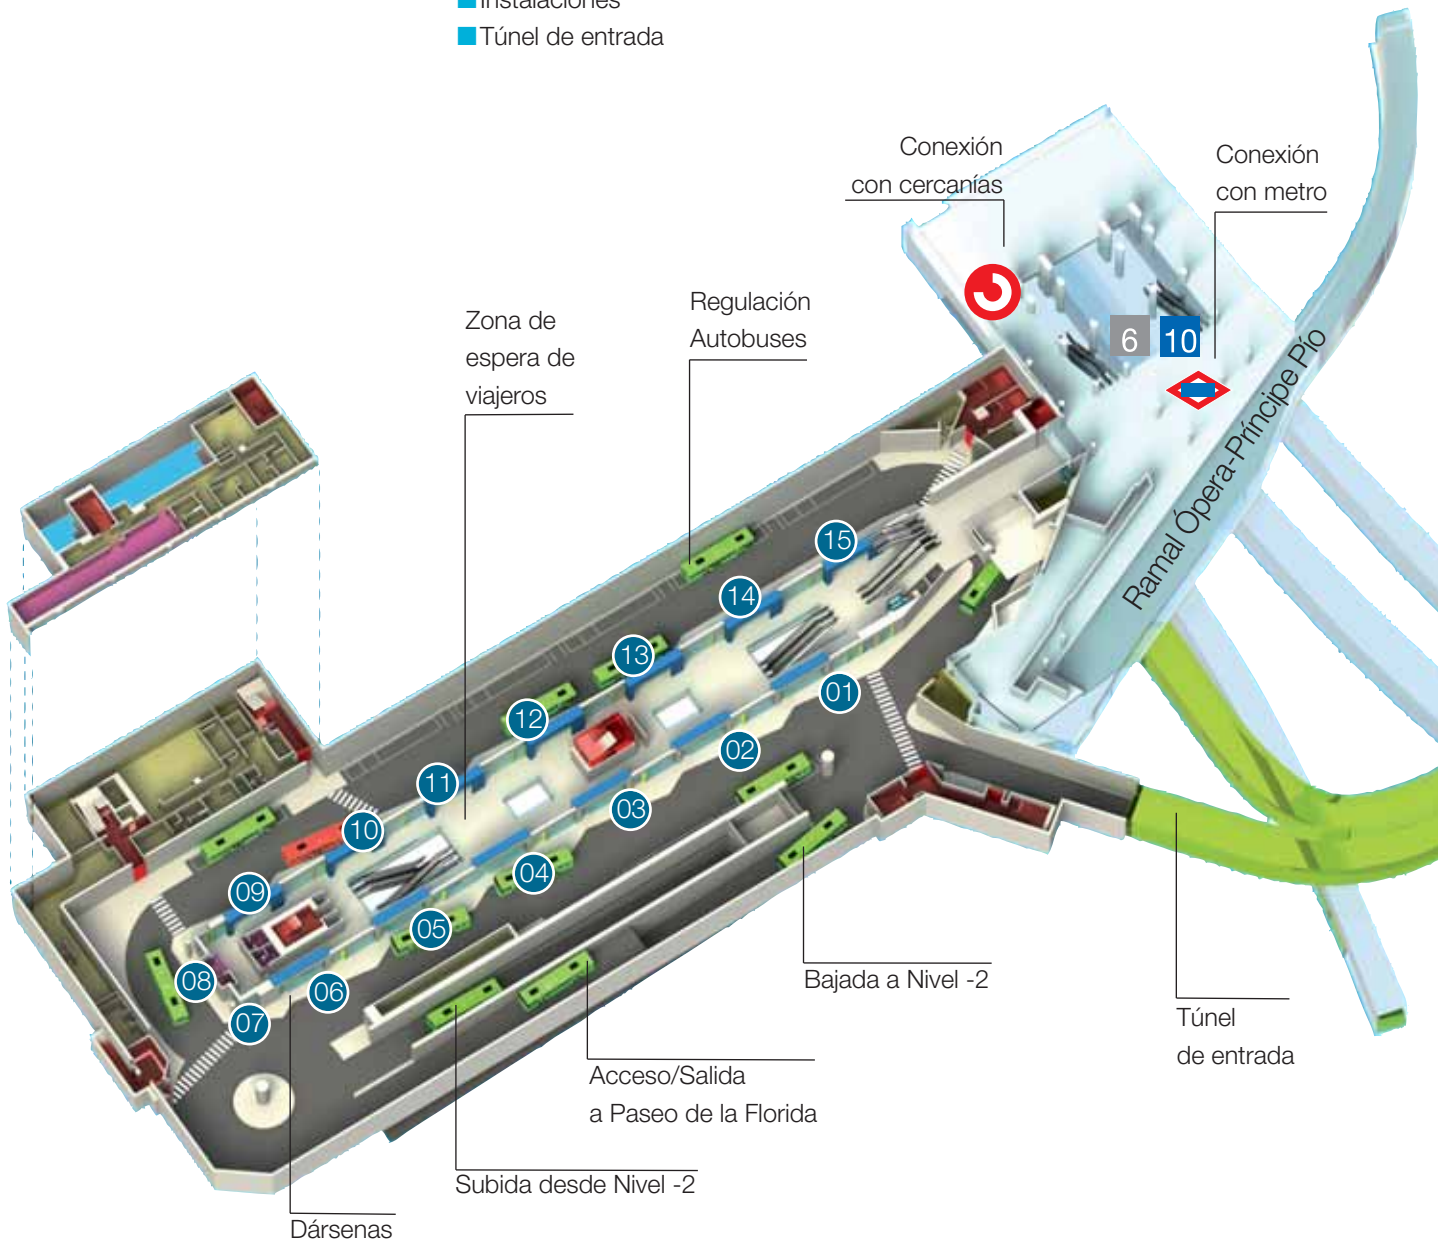 Instalaciones
Túnel de entrada
Conexión
con cercanías
Conexión
con metro
Regulación
Autobuses
Zona de
espera de
viajeros
6
10
Ramal Ópera-Príncipe Pío
15
14
13
12
11
10
09
08
07
06
05
04
03
02
01
Bajada a Nivel -2
Túnel
de entrada
Acceso/Salida
a Paseo de la Florida
Subida desde Nivel -2
Dársenas